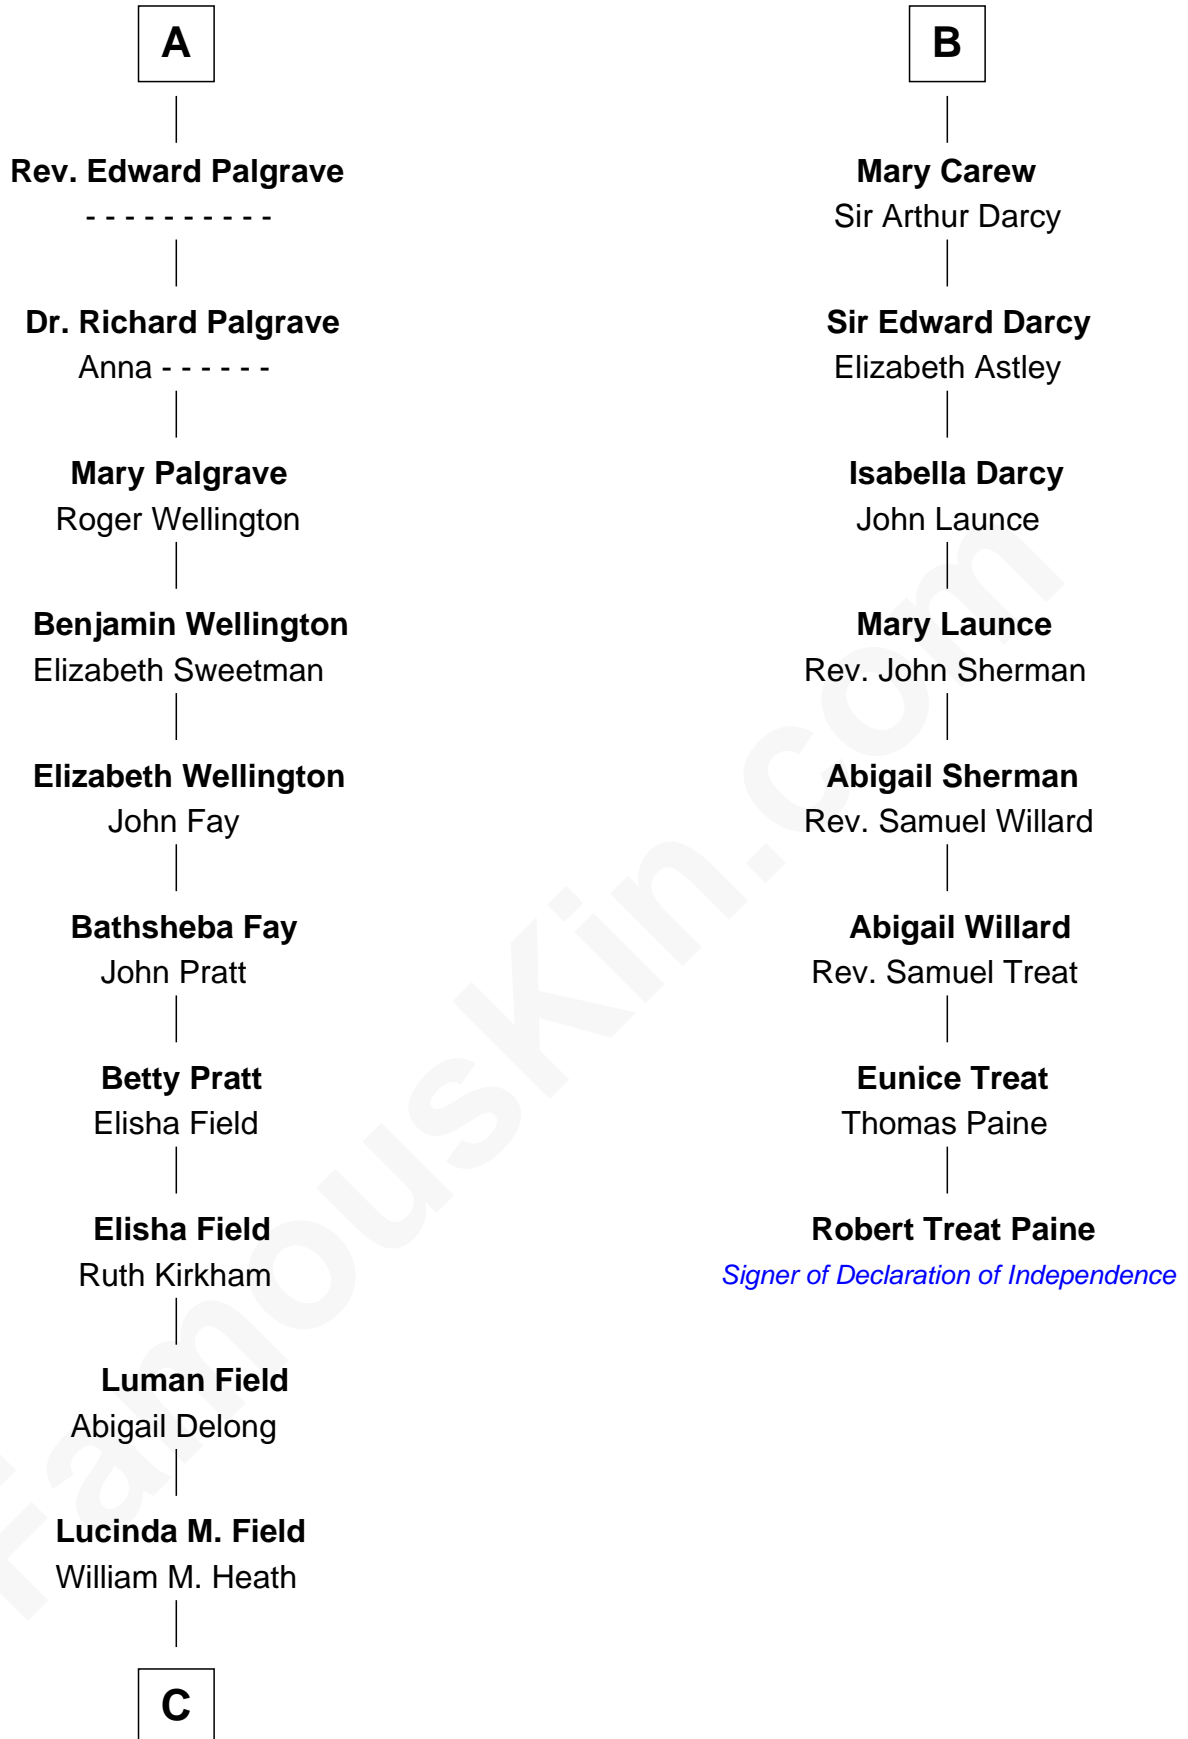 A
Rev. Edward Palgrave
- - - - - - - - - -
Dr. Richard Palgrave
Anna - - - - - -
Mary Palgrave
Roger Wellington
Benjamin Wellington
Elizabeth Sweetman
Elizabeth Wellington
John Fay
Bathsheba Fay
John Pratt
Betty Pratt
Elisha Field
Elisha Field
Ruth Kirkham
Luman Field
Abigail Delong
Lucinda M. Field
William M. Heath
C
B
Mary Carew
Sir Arthur Darcy
Sir Edward Darcy
Elizabeth Astley
Isabella Darcy
John Launce
Mary Launce
Rev. John Sherman
Abigail Sherman
Rev. Samuel Willard
Abigail Willard
Rev. Samuel Treat
Eunice Treat
Thomas Paine
Robert Treat Paine
Signer of Declaration of Independence
FamousKin.com